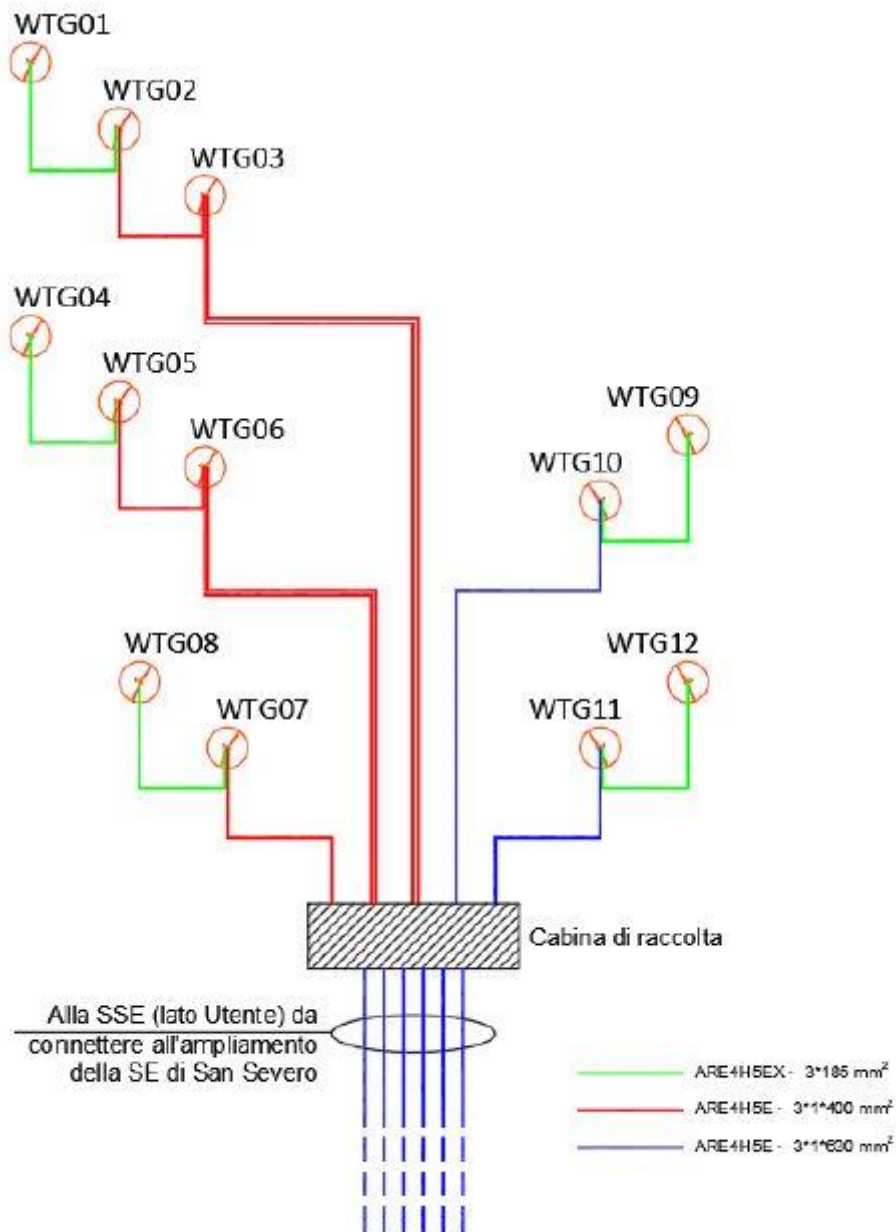 WTG01
WTG02
WTG03
WTG04
WTG05
WTG06
WTG09
WTG10
WTG08
WTG07
WTG12
WTG11
Cabina di raccolta
Alla SSE (lato Utente) da
connettere all'ampliamento
della SE di San Severo
ARE4H5EX - 3*185 mm²
ARE4H5E - 3*1*400 mm²
ARE4H5E - 3*1*630 mm²